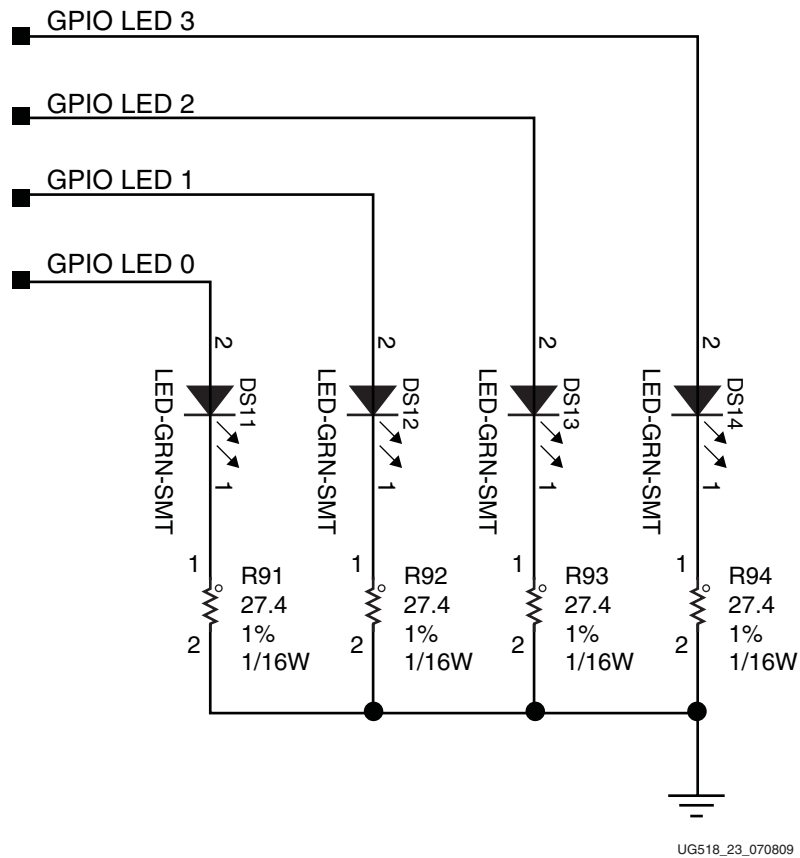 GPIO LED 3
GPIO LED 2
GPIO LED 1
GPIO LED 0
2
LED-GRN-SMT
DS11
1
2
LED-GRN-SMT
DS12
1
2
LED-GRN-SMT
DS13
1
2
LED-GRN-SMT
DS14
1
1
R91
27.4
1%
1/16W
2
1
R92
27.4
1%
1/16W
2
1
R93
27.4
1%
1/16W
2
1
R94
27.4
1%
1/16W
2
UG518_23_070809